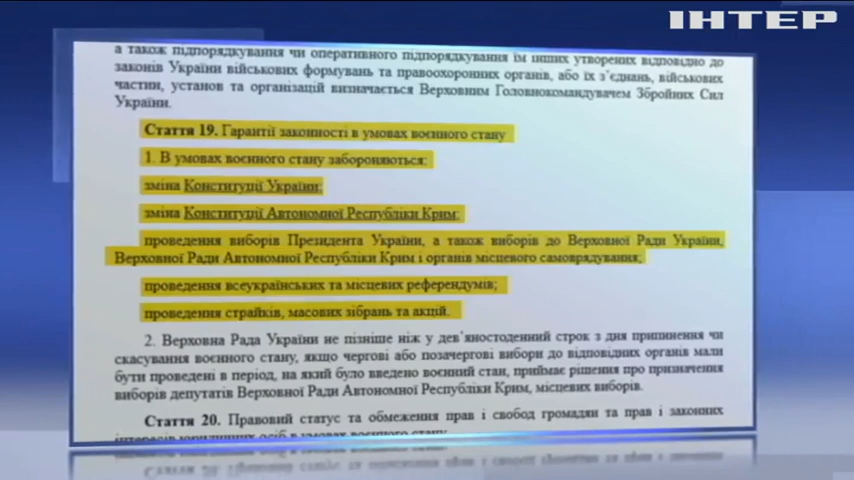 ІНТЕР
а також підпорядкування чи оперативного підпорядкування їм інших утворених відповідно до
законів України військових формувань та правоохоронних органів, або їх з'єднань, військових
частин, установ та організацій визначається Верховним Головнокомандувачем Збройних Сил
України.
Стаття 19. Гарантії законності в умовах воєнного стану
1. В умовах воєнного стану забороняються:
зміна Конституції України;
зміна Конституції Автономної Республіки Крим;
проведення виборів Президента України, а також виборів до Верховної Ради України,
Верховної Ради Автономної Республіки Крим і органів місцевого самоврядування;
проведення всеукраїнських та місцевих референдумів;
проведення страйків, масових зібрань та акцій.
2. Верховна Рада України не пізніше ніж у дев'яностоденний строк з дня припинення чи
скасування воєнного стану, якщо чергові або позачергові вибори до відповідних органів мали
бути проведені в період, на який було введено воєнний стан, приймає рішення про призначення
виборів депутатів Верховної Ради Автономної Республіки Крим, місцевих виборів.
Стаття 20. Правовий статус та обмеження прав і свобод громадян та прав і законних
інтересів юридичних осіб в умовах воєнного стану